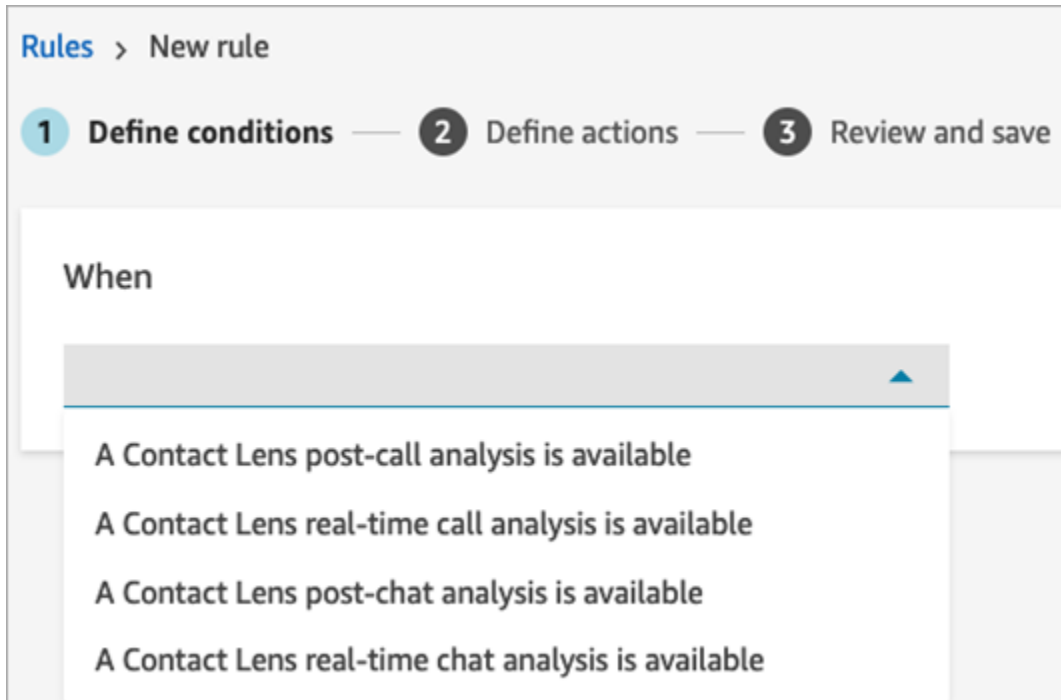 Rules > New rule
1 Define conditions 2 Define actions 3 Review and save
When
A Contact Lens post-call analysis is available
A Contact Lens real-time call analysis is available
A Contact Lens post-chat analysis is available
A Contact Lens real-time chat analysis is available